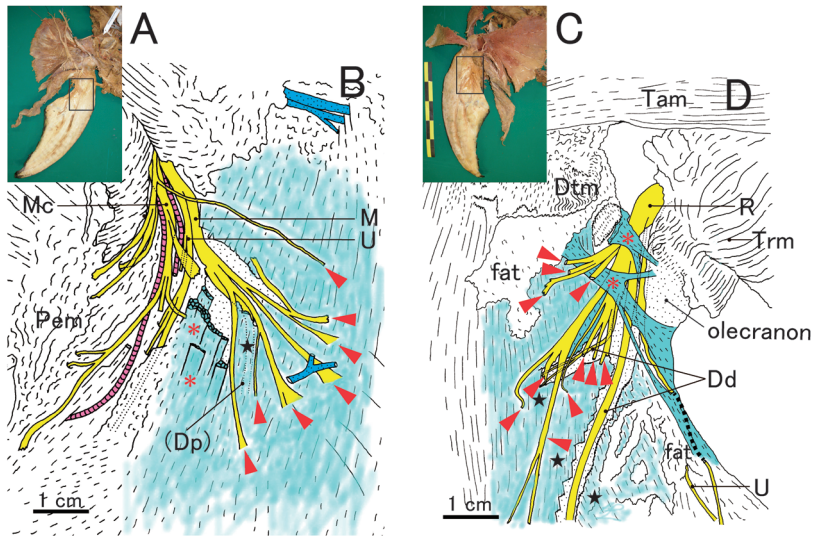 A
B
Mc
M
U
Pem
(Dp)
1 cm
C
D
Tam
Dtm
R
Trm
fat
olecranon
Dd
fat
U
1 cm